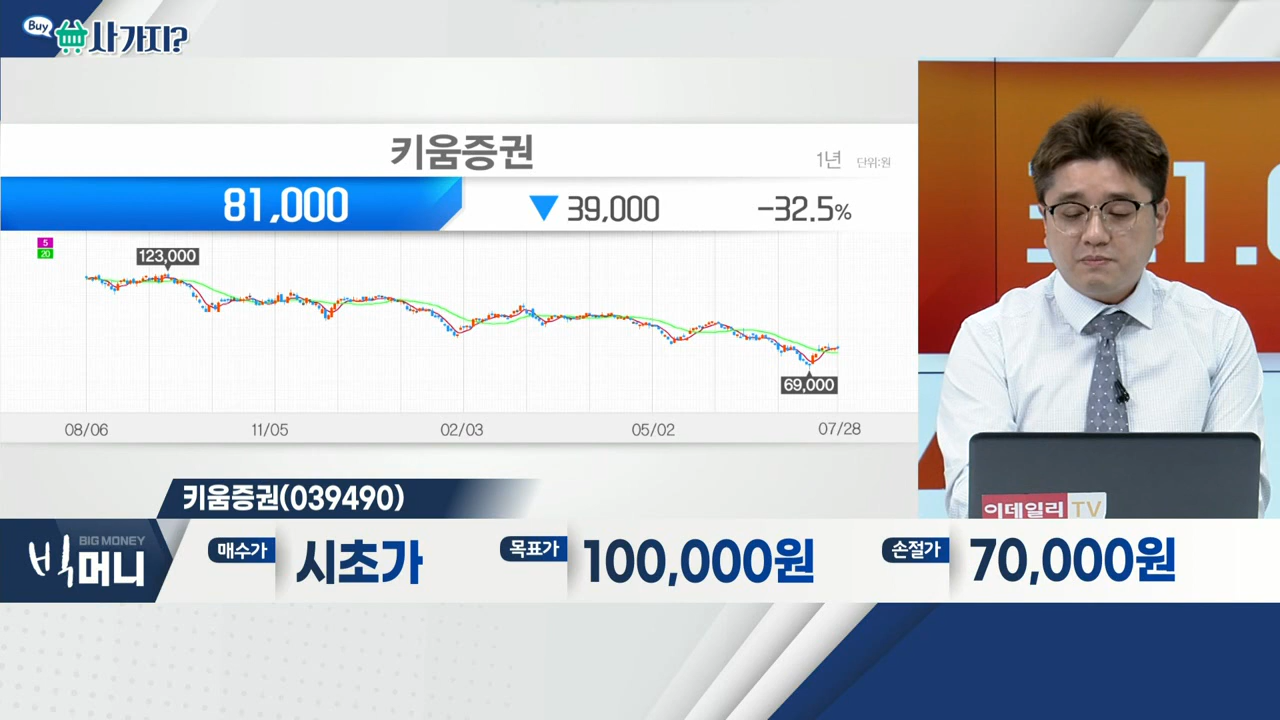 Buy
사가지?
키움증권
1년 단위:원
81,000 ▼ 39,000 -32.5%
5
20
123,000
69,000
08/06 11/05 02/03 05/02 07/28
1.0
이데일리 TV
키움증권(039490)
빅머니 BIG MONEY
매수가 시초가 목표가 100,000원 손절가 70,000원